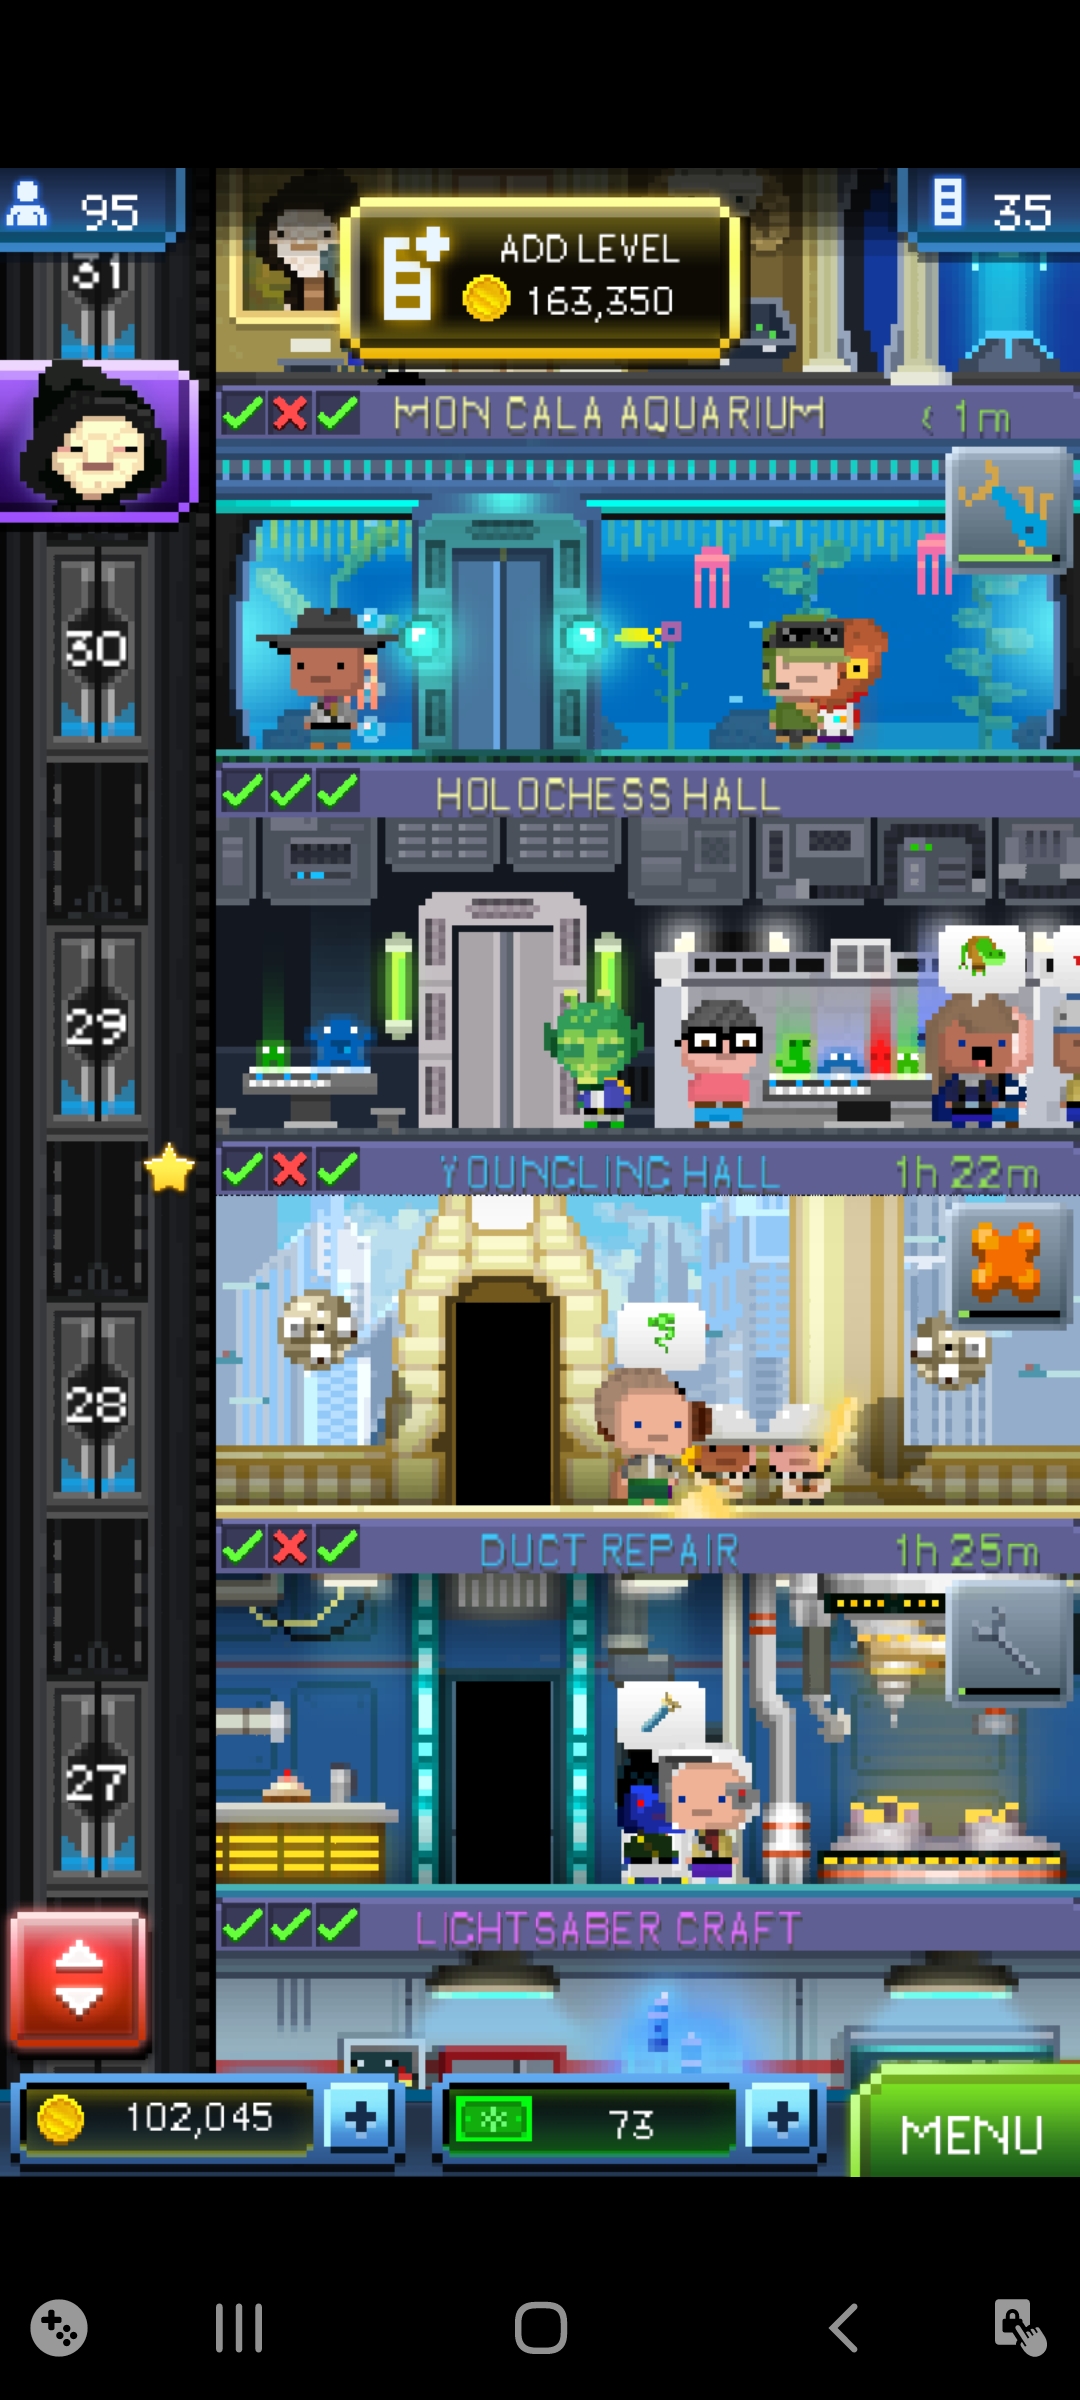 95
ADD LEVEL
163,350
35
31
MON CALA AQUARIUM
< 1m
30
HOLOCHESS HALL
29
YOUNGLING HALL
1h 22m
28
DUCT REPAIR
1h 25m
27
LIGHTSABER CRAFT
102,045
73
MENU